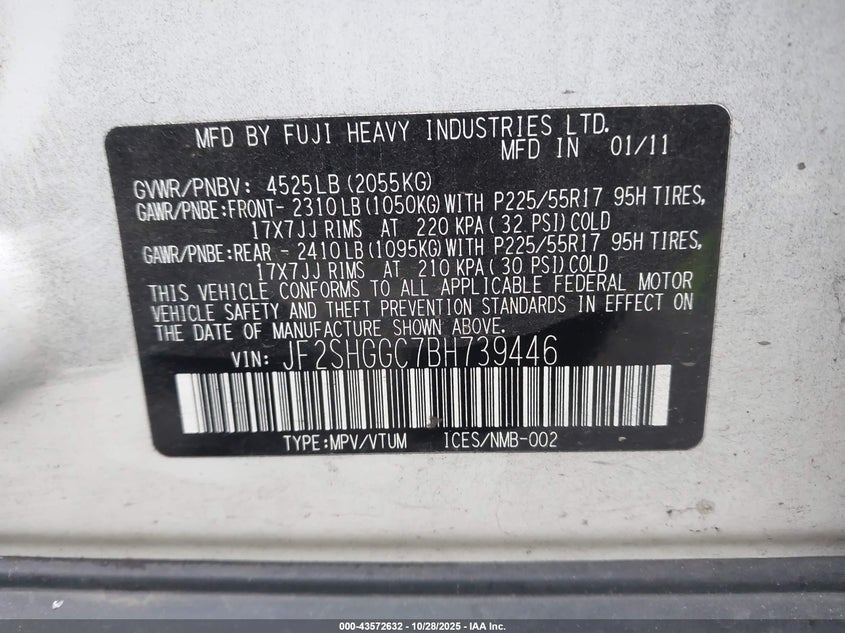 MFD BY FUJI HEAVY INDUSTRIES LTD.
MFD IN 01/11
GVWR/PNBV: 4525LB (2055KG)
GAWR/PNBE:FRONT- 2310LB (1050KG) WITH P225/55R17 95H TIRES,
17X7JJ RIMS AT 220 KPA (32 PSI) COLD
GAWR/PNBE:REAR - 2410LB (1095KG) WITH P225/55R17 95H TIRES,
17X7JJ RIMS AT 210 KPA (30 PSI) COLD
THIS VEHICLE CONFORMS TO ALL APPLICABLE FEDERAL MOTOR
VEHICLE SAFETY AND THEFT PREVENTION STANDARDS IN EFFECT ON
THE DATE OF MANUFACTURE SHOWN ABOVE.
VIN: JF2SHGGC7BH739446
TYPE:MPV/VTUM ICES/NMB-002
000-43572632 | 10/28/2025 - IAA Inc.